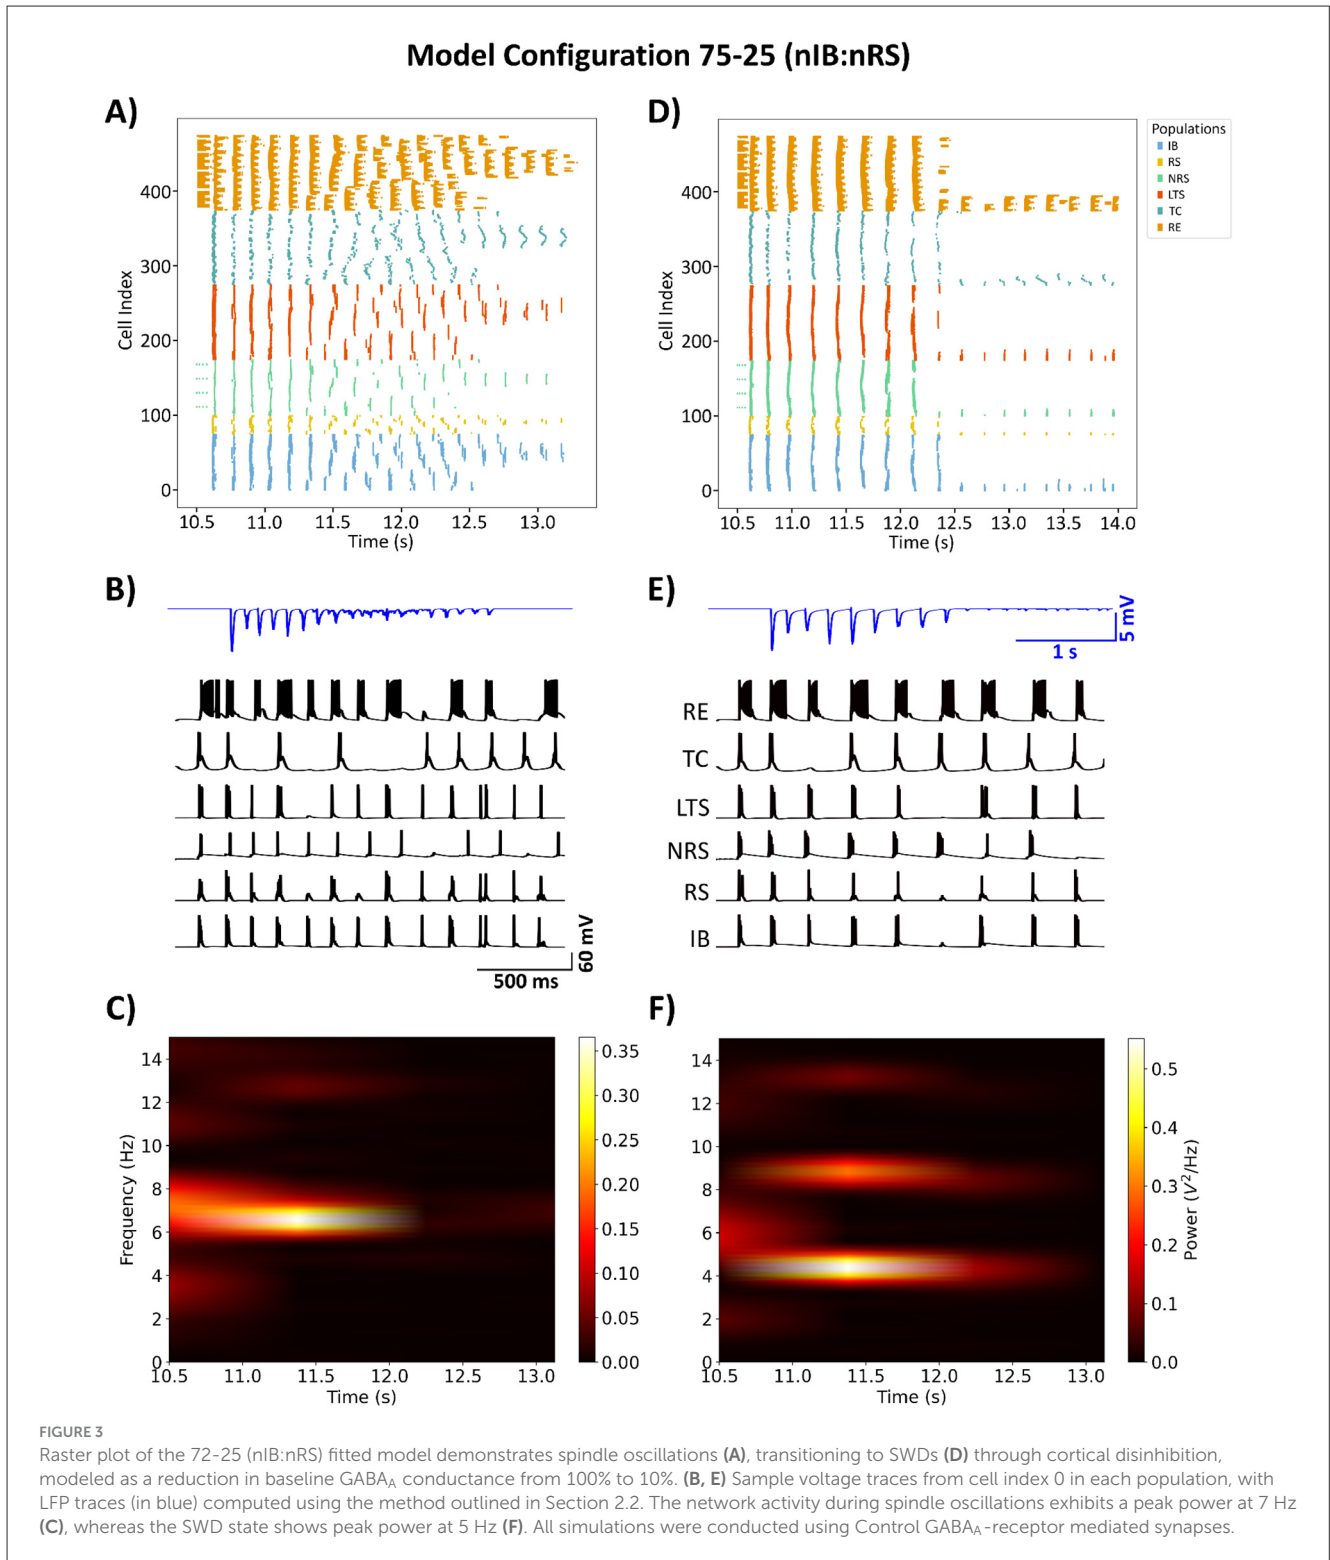 Model Configuration 75-25 (nIB:nRS)
A)
400
300
200
100
0
Cell Index
10.5 11.0 11.5 12.0 12.5 13.0
Time (s)
D)
400
300
200
100
0
Cell Index
10.5 11.0 11.5 12.0 12.5 13.0 13.5 14.0
Time (s)
Populations
IB
RS
NRS
LTS
TC
RE
B)
500 ms
60 mV
E)
5 mV
1 s
RE
TC
LTS
NRS
RS
IB
C)
14
12
10
8
6
4
2
0
Frequency (Hz)
10.5 11.0 11.5 12.0 12.5 13.0
Time (s)
0.35
0.30
0.25
0.20
0.15
0.10
0.05
0.00
F)
14
12
10
8
6
4
2
0
10.5 11.0 11.5 12.0 12.5 13.0
Time (s)
0.5
0.4
0.3
0.2
0.1
0.0
Power (V²/Hz)
FIGURE 3
Raster plot of the 72-25 (nIB:nRS) fitted model demonstrates spindle oscillations (A), transitioning to SWDs (D) through cortical disinhibition,
modeled as a reduction in baseline GABAA conductance from 100% to 10%. (B, E) Sample voltage traces from cell index 0 in each population, with
LFP traces (in blue) computed using the method outlined in Section 2.2. The network activity during spindle oscillations exhibits a peak power at 7 Hz
(C), whereas the SWD state shows peak power at 5 Hz (F). All simulations were conducted using Control GABAA-receptor mediated synapses.